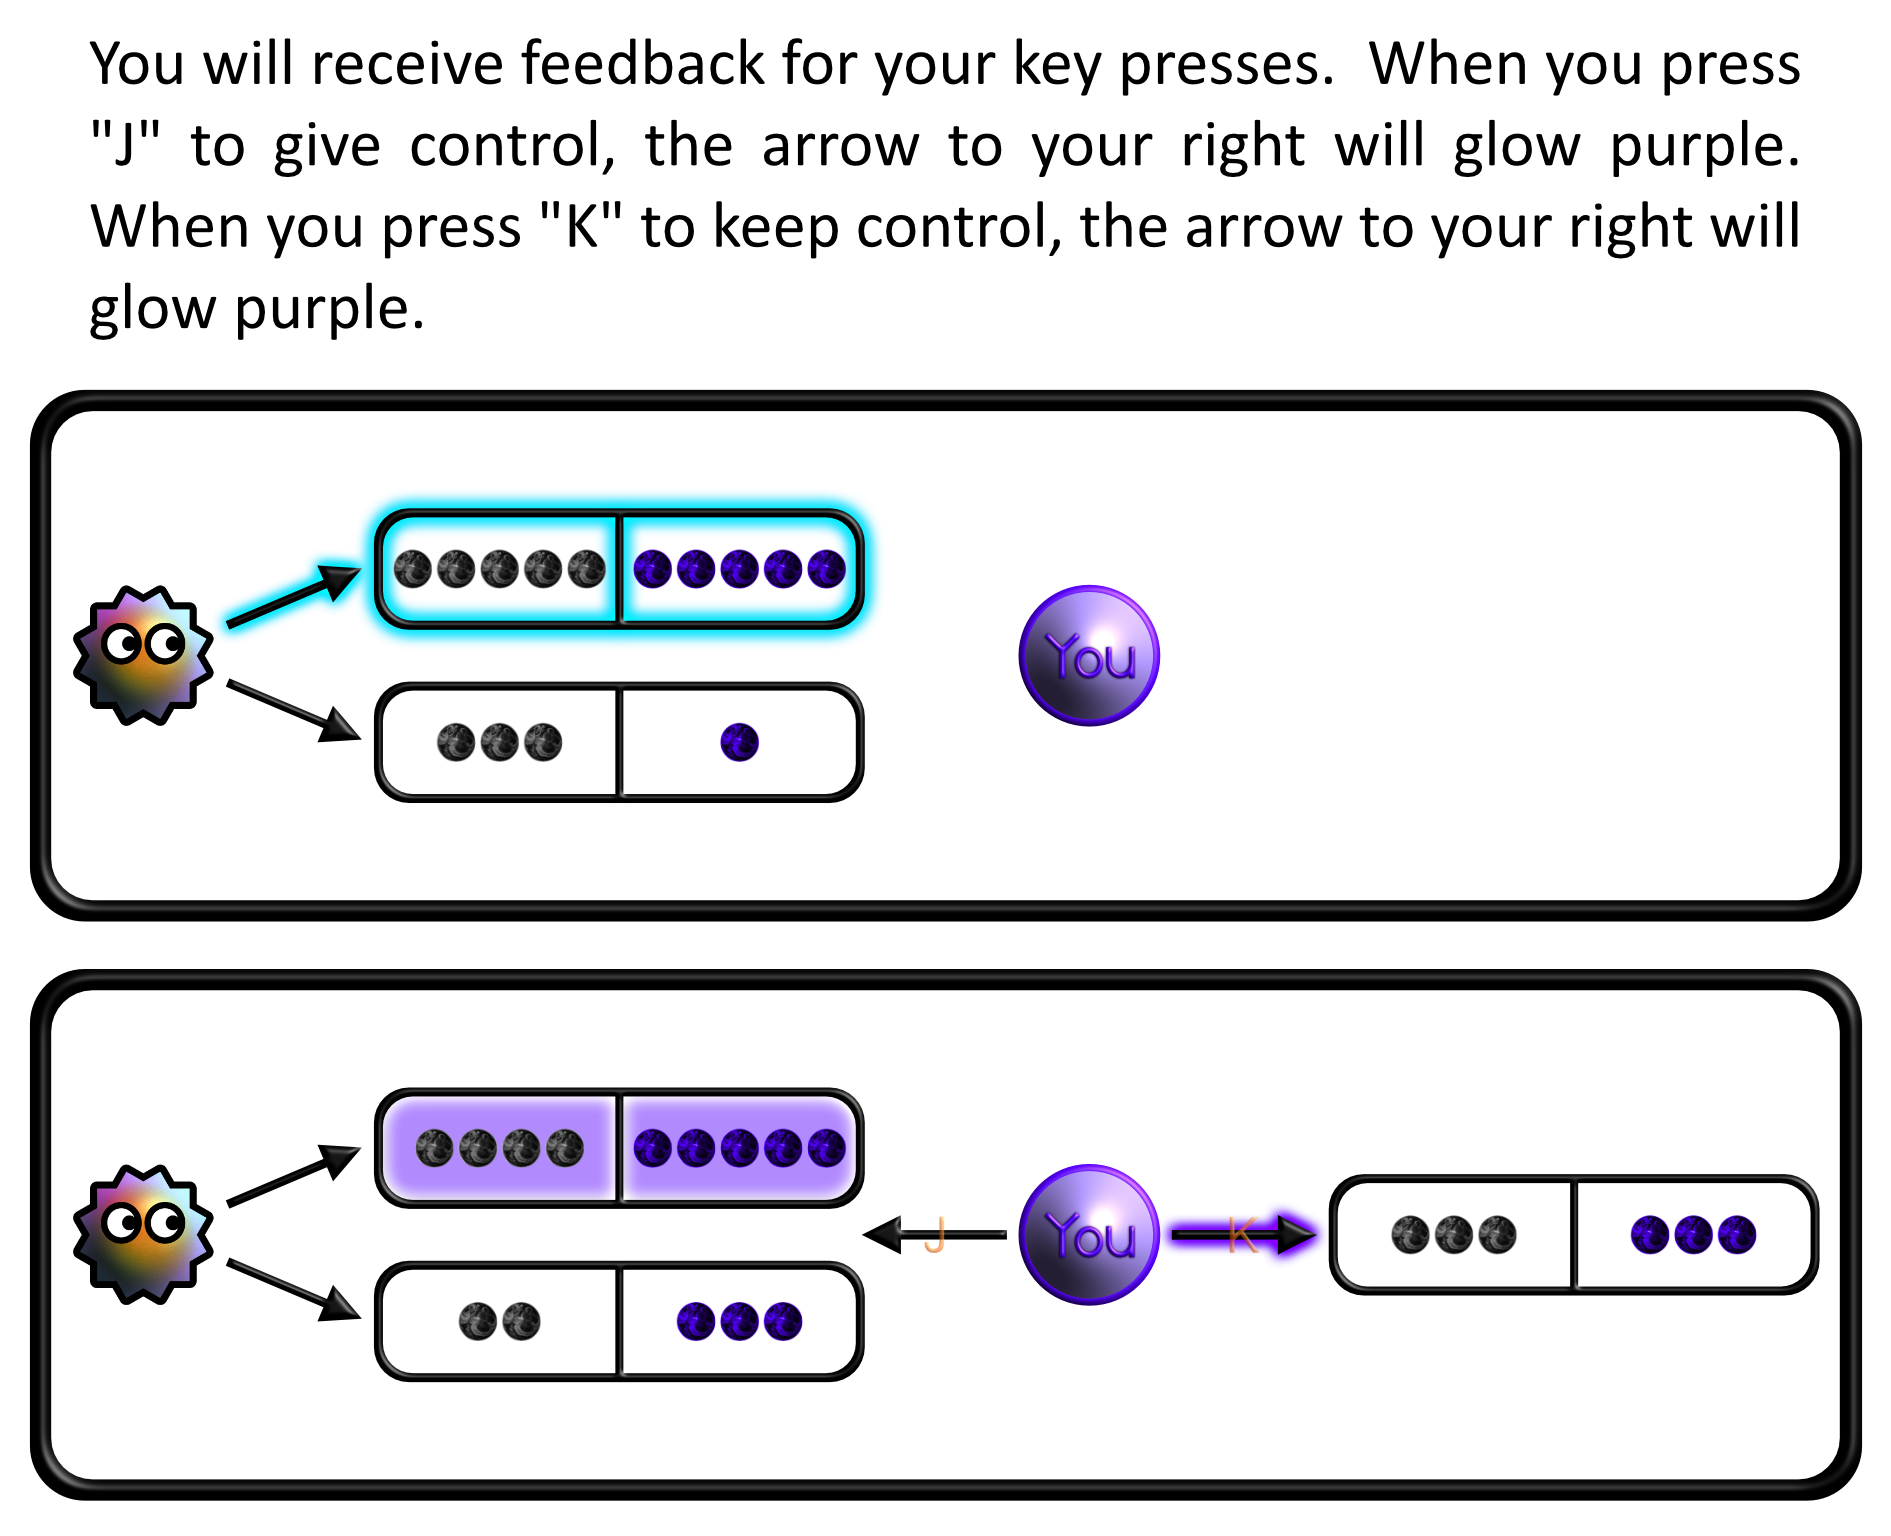 You will receive feedback for your key presses.  When you press
"J" to give control, the arrow to your right will glow purple.
When you press "K" to keep control, the arrow to your right will
glow purple.
You
J
You
K